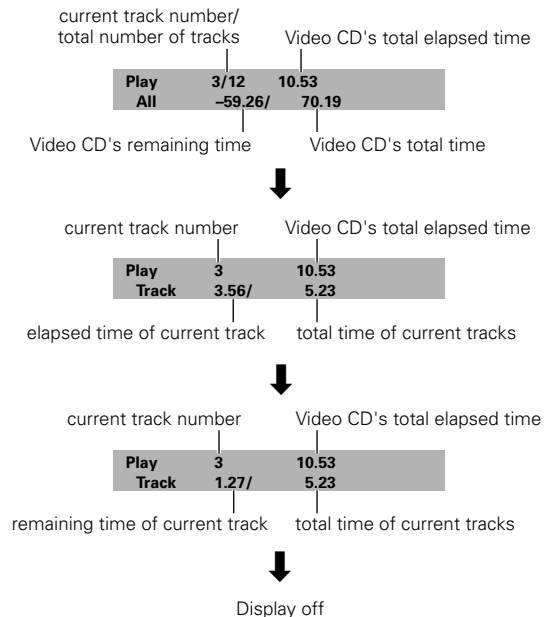 current track number/
total number of tracks
Video CD's total elapsed time
Play 3/12 10.53
All –59.26/ 70.19
Video CD's remaining time Video CD's total time
current track number Video CD's total elapsed time
Play 3 10.53
Track 3.56/ 5.23
elapsed time of current track total time of current tracks
current track number Video CD's total elapsed time
Play 3 10.53
Track 1.27/ 5.23
remaining time of current track total time of current tracks
Display off